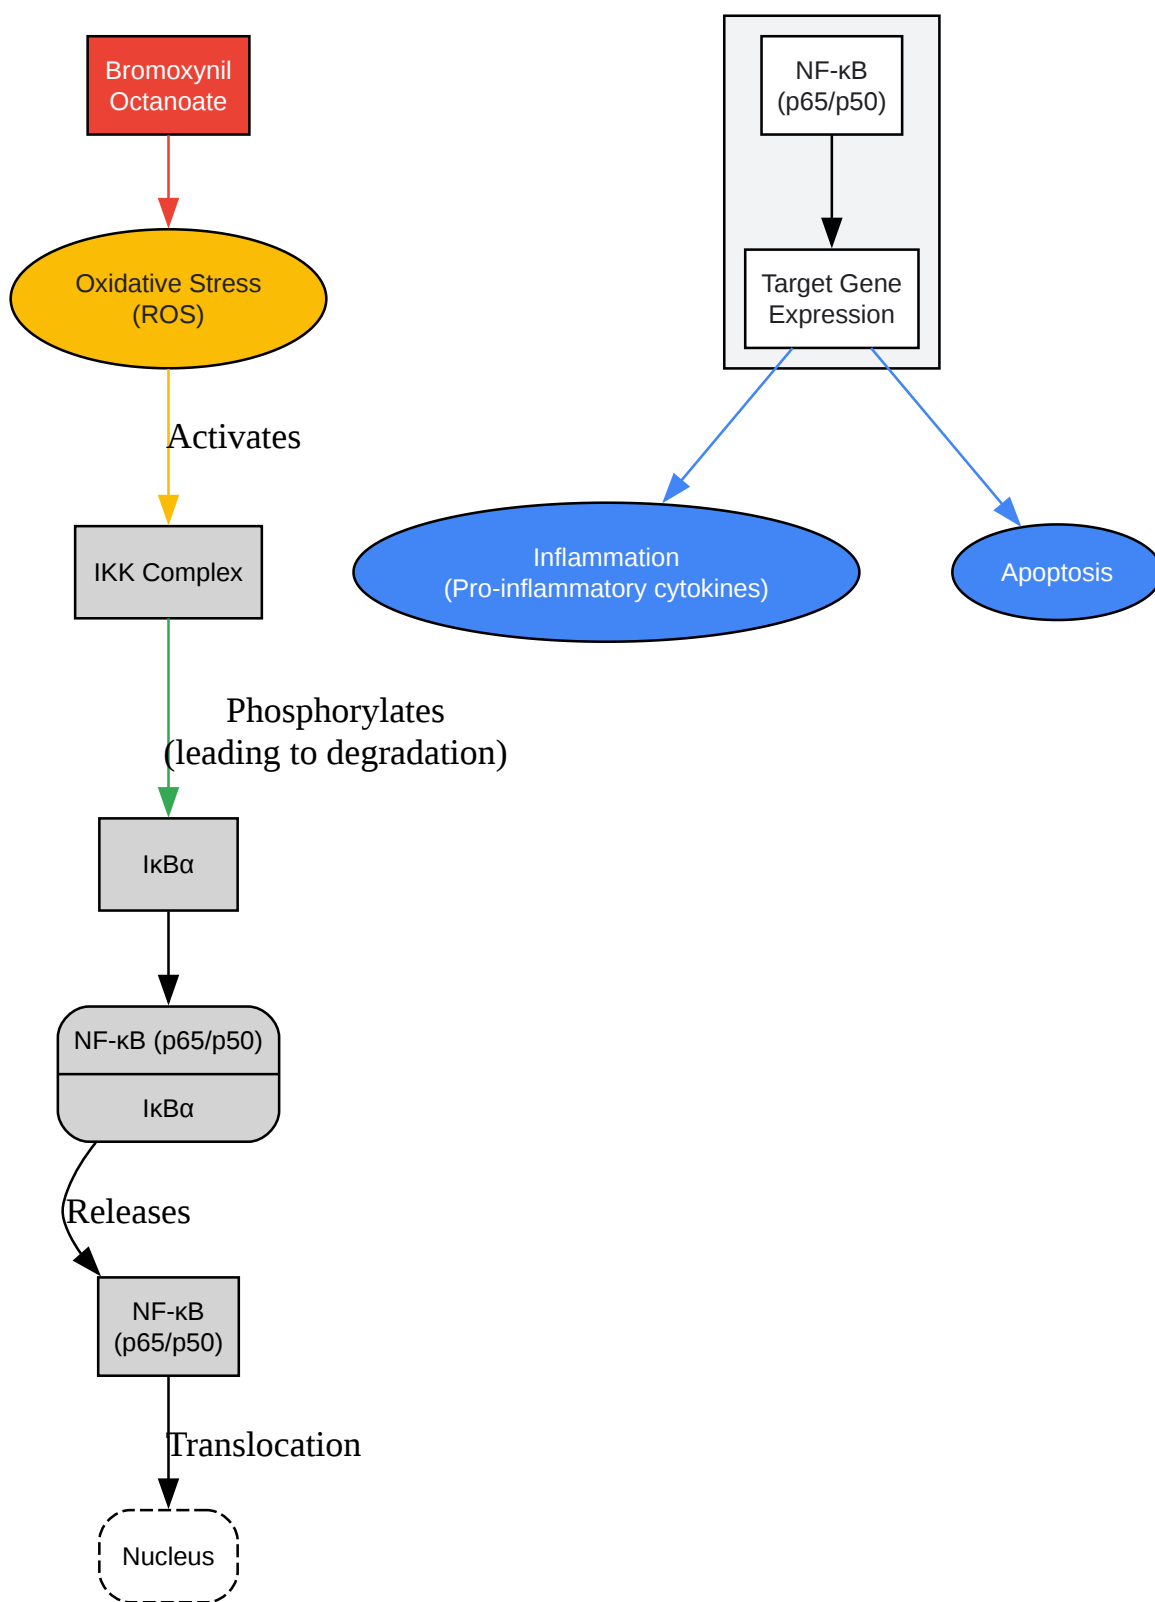 Bromoxynil
Octanoate
Oxidative Stress
(ROS)
Activates
IKK Complex
Phosphorylates
(leading to degradation)
IκBα
NF-κB (p65/p50)
IκBα
Releases
NF-κB
(p65/p50)
Translocation
Nucleus
NF-κB
(p65/p50)
Target Gene
Expression
Inflammation
(Pro-inflammatory cytokines)
Apoptosis